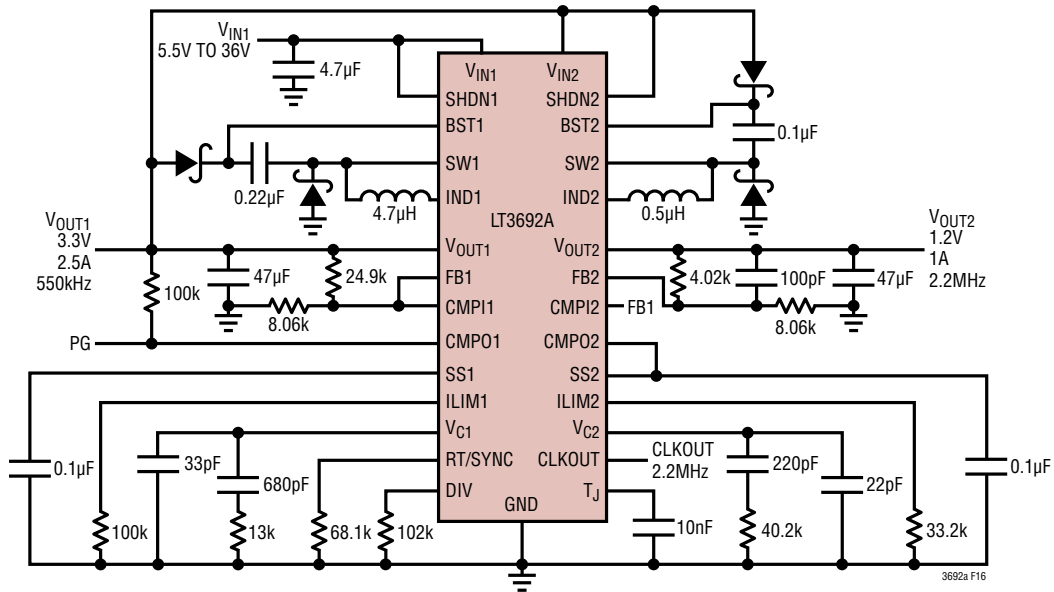 VIN1
5.5V TO 36V
4.7µF
VIN1
VIN2
SHDN1
SHDN2
BST1
BST2
0.1µF
SW1
SW2
0.22µF
4.7µH
IND1
IND2
0.5µH
LT3692A
VOUT1
3.3V
2.5A
550kHz
VOUT1
VOUT2
VOUT2
1.2V
1A
2.2MHz
100k
47µF
24.9k
8.06k
FB1
FB2
4.02k
100pF
47µF
8.06k
CMPI1
CMPI2
FB1
PG
CMPO1
CMPO2
SS1
SS2
ILIM1
ILIM2
VC1
VC2
RT/SYNC
CLKOUT
CLKOUT
2.2MHz
DIV
TJ
GND
0.1µF
33pF
680pF
100k
13k
68.1k
102k
10nF
220pF
40.2k
22pF
33.2k
0.1µF
3692a F16